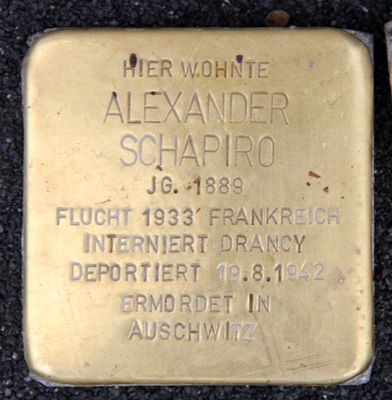 HIER WOHNTE
ALEXANDER
SCHAPIRO
JG. 1889
FLUCHT 1933 FRANKREICH
INTERNIERT DRANCY
DEPORTIERT 19.8.1942
ERMORDET IN
AUSCHWITZ